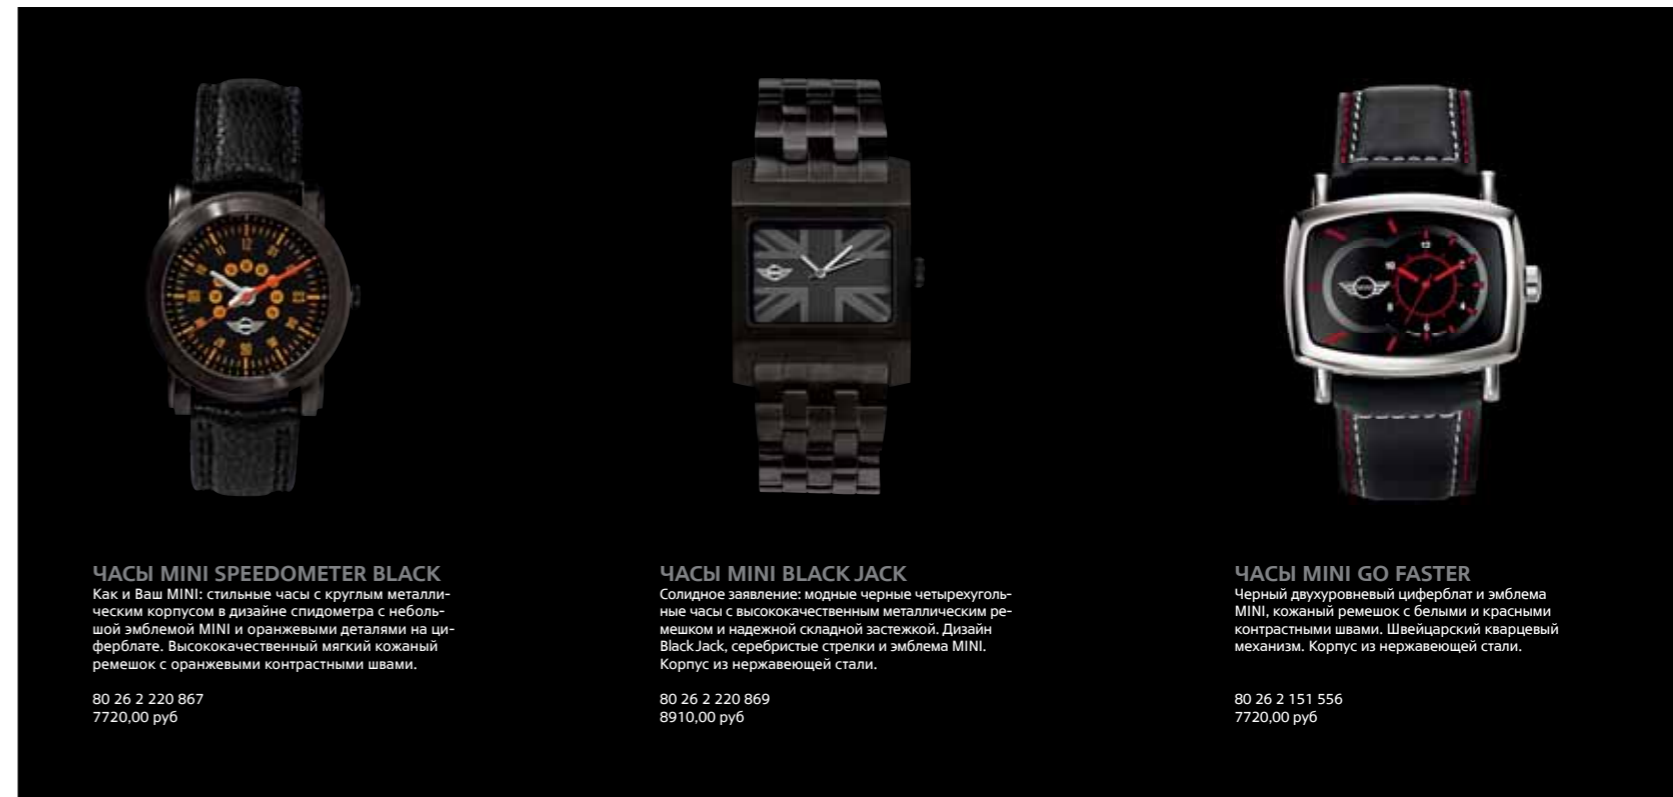 ЧАСЫ MINI SPEEDOMETER BLACK
Как и Ваш MINI: стильные часы с круглым металли-
ческим корпусом в дизайне спидометра с неболь-
шой эмблемой MINI и оранжевыми деталями на ци-
ферблате. Высококачественный мягкий кожаный
ремешок с оранжевыми контрастными швами.
80 26 2 220 867
7720,00 руб
ЧАСЫ MINI BLACK JACK
Солидное заявление: модные черные четырехуголь-
ные часы с высококачественным металлическим ре-
мешком и надежной складной застежкой. Дизайн
Black Jack, серебристые стрелки и эмблема MINI.
Корпус из нержавеющей стали.
80 26 2 220 869
8910,00 руб
ЧАСЫ MINI GO FASTER
Черный двухуровневый циферблат и эмблема
MINI, кожаный ремешок с белыми и красными
контрастными швами. Швейцарский кварцевый
механизм. Корпус из нержавеющей стали.
80 26 2 151 556
7720,00 руб